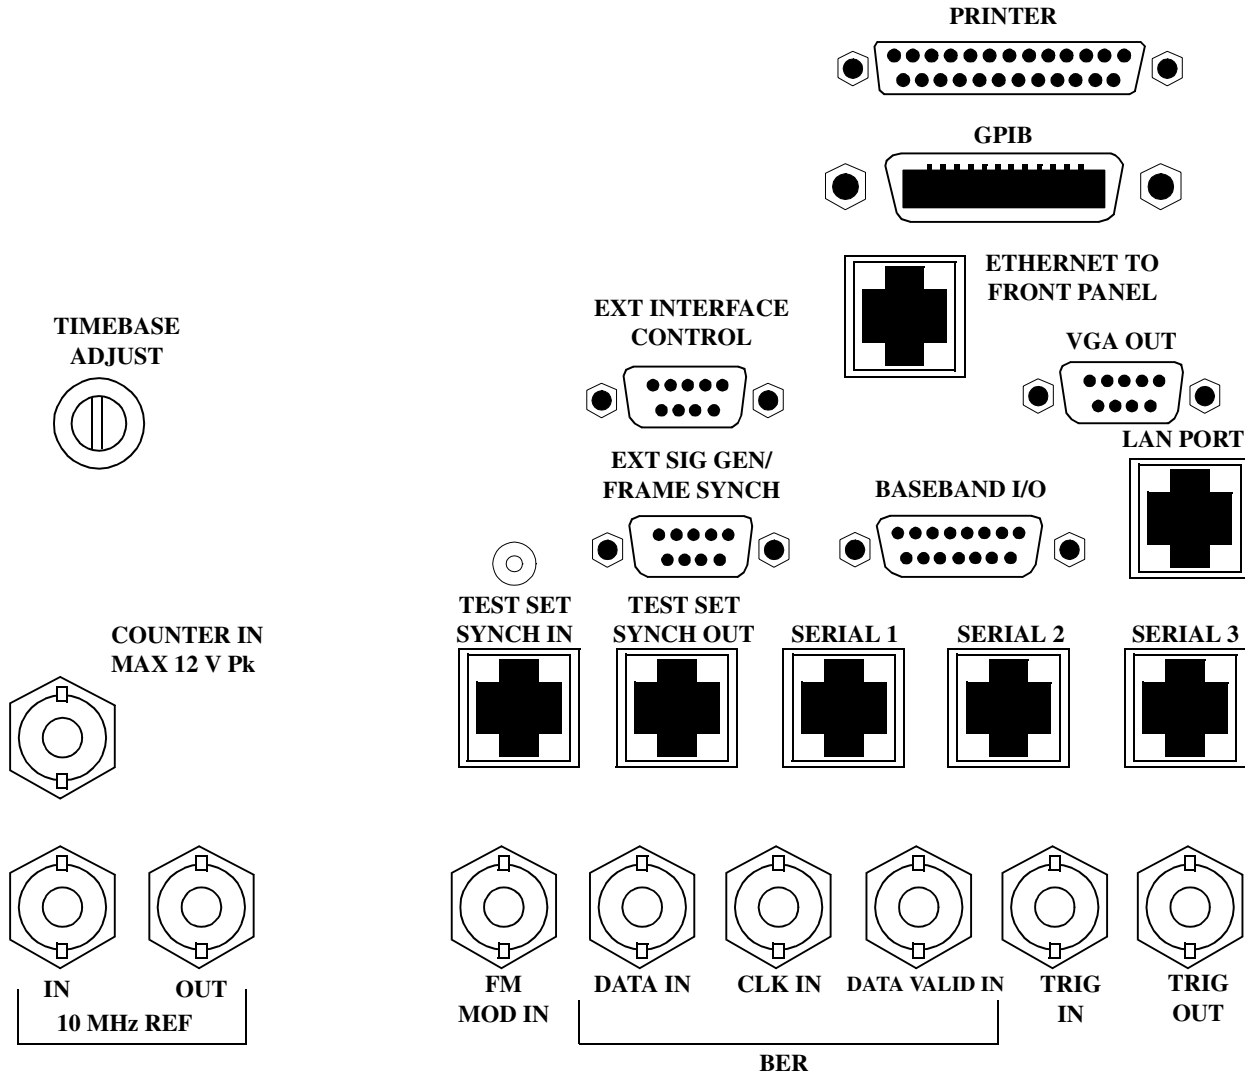 PRINTER
GPIB
ETHERNET TO
FRONT PANEL
EXT INTERFACE
CONTROL
TIMEBASE
ADJUST
VGA OUT
LAN PORT
EXT SIG GEN/
FRAME SYNCH
BASEBAND I/O
TEST SET
SYNCH IN
TEST SET
SYNCH OUT
SERIAL 1
SERIAL 2
SERIAL 3
COUNTER IN
MAX 12 V Pk
IN
OUT
10 MHz REF
FM
MOD IN
DATA IN
CLK IN
DATA VALID IN
TRIG
IN
TRIG
OUT
BER